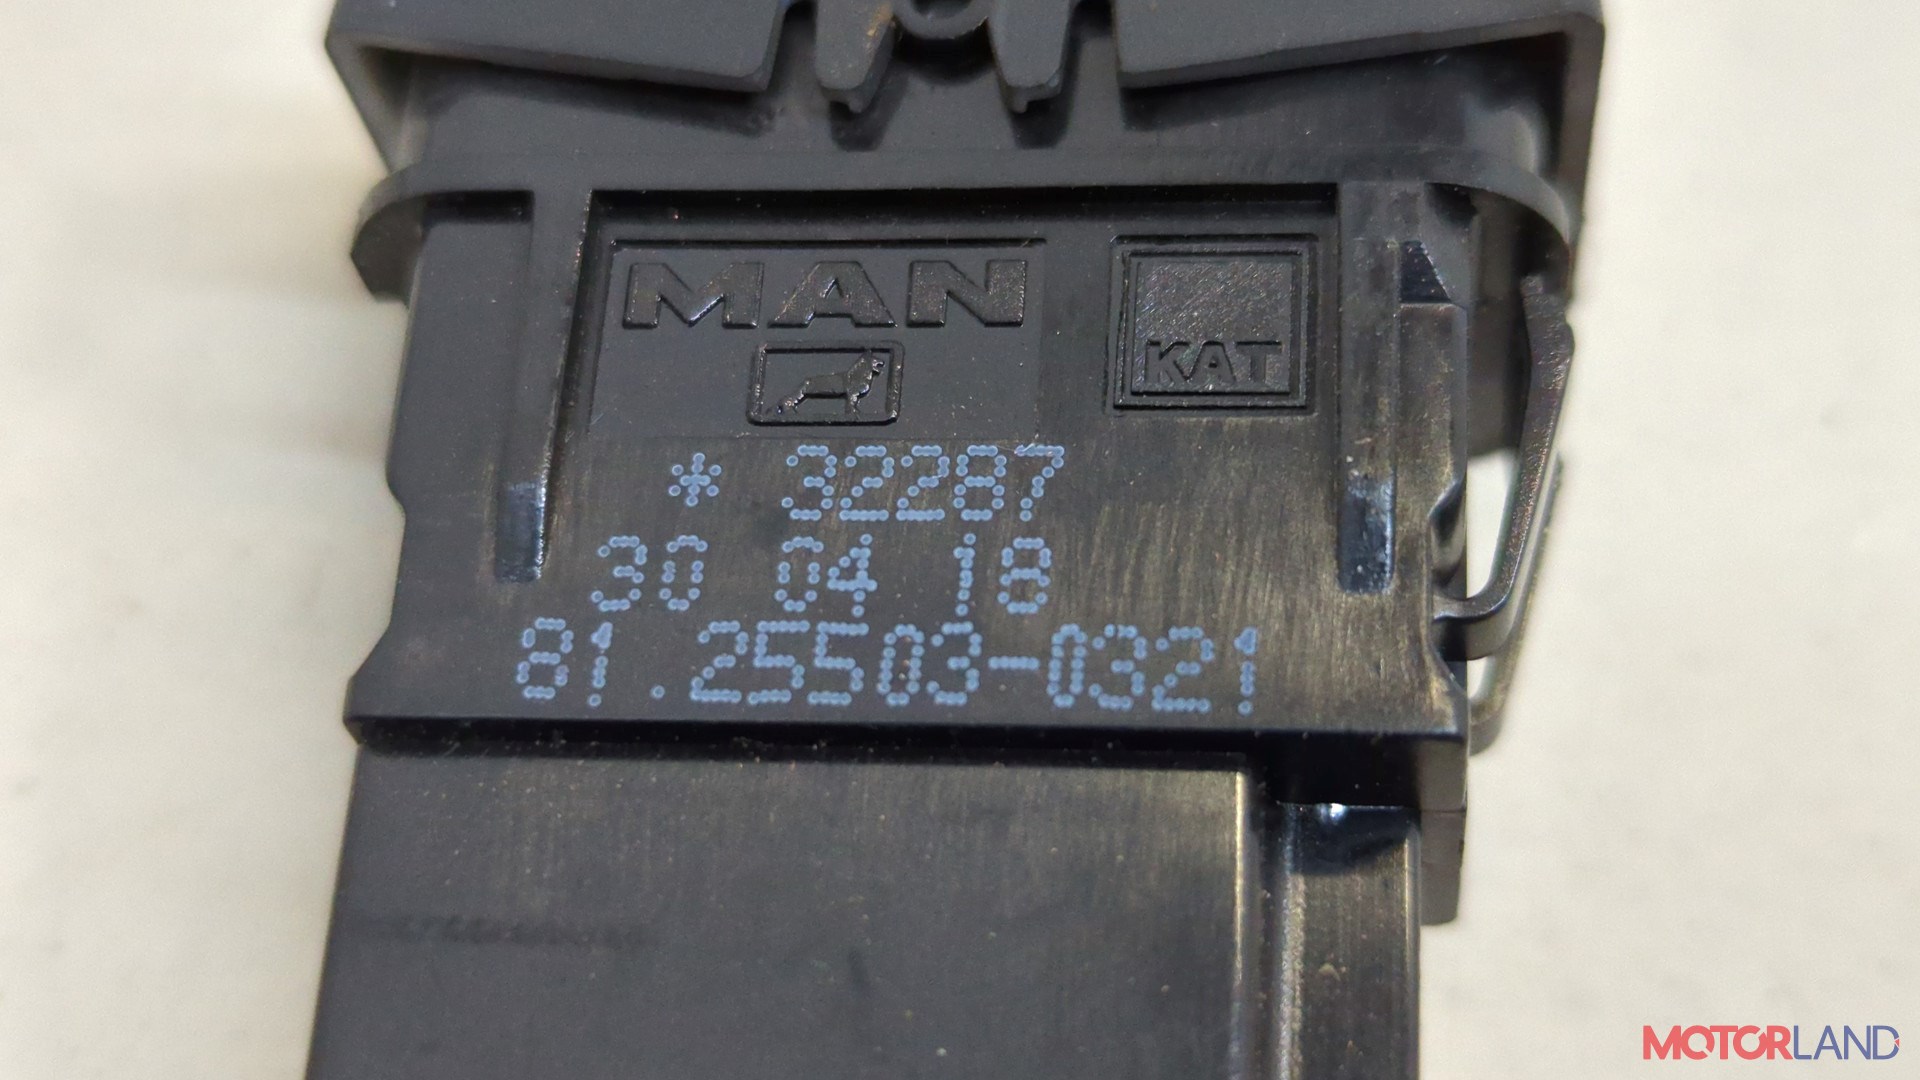 MAN
KAT
* 32287
30 04 18
81.25503-0321
MOTORLAND